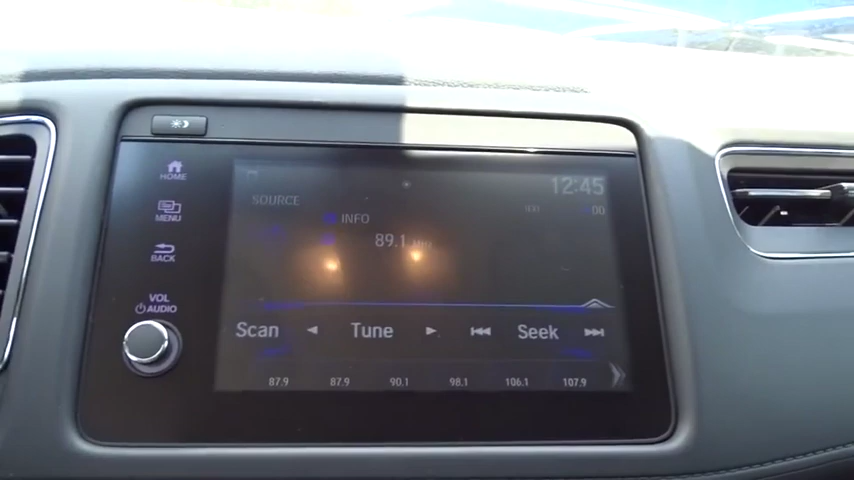 HOME
MENU
BACK
VOL
AUDIO
12:45
SOURCE
INFO
89.1 MHz
Scan Tune Seek
87.9 87.9 90.1 98.1 106.1 107.9